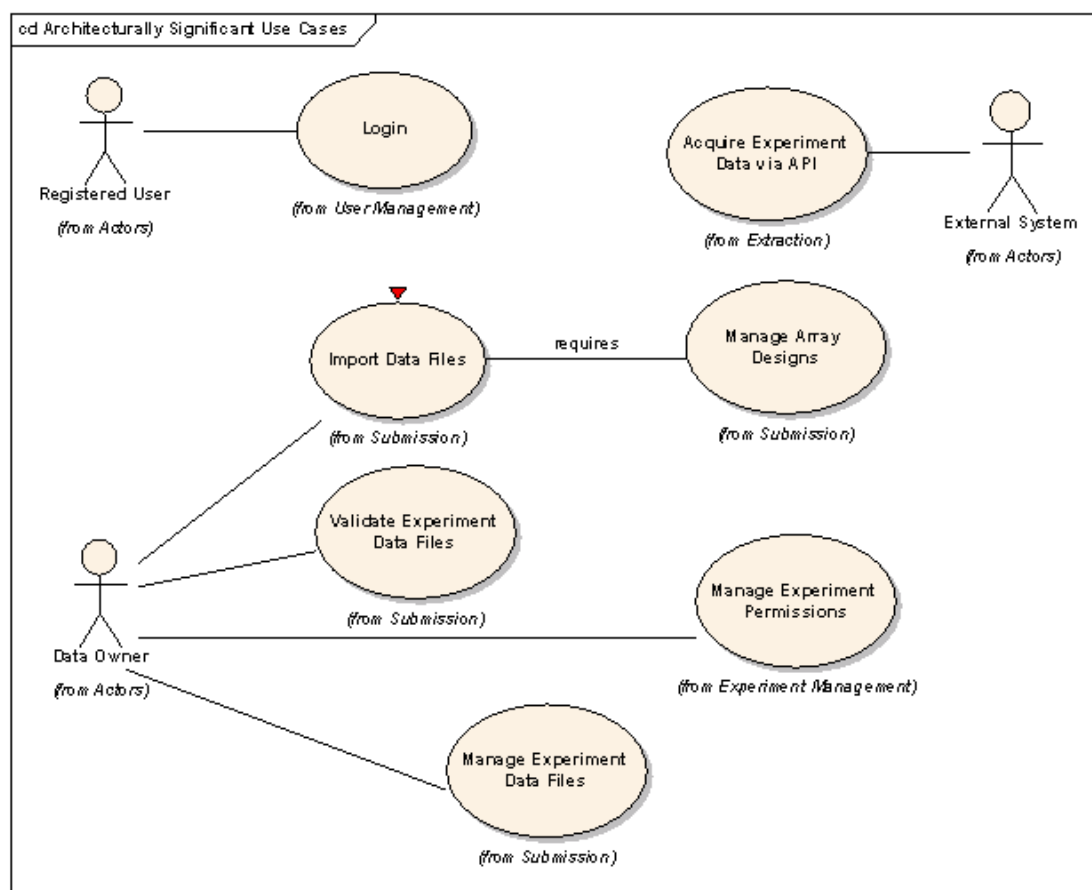 cd Architecturally Significant Use Cases
Login
Registered User
(from Actors)
(from User Management)
Acquire Experiment
Data via API
(from Extraction)
External System
(from Actors)
Import Data Files
(from Submission)
requires
Manage Array
Designs
(from Submission)
Validate Experiment
Data Files
(from Submission)
Data Owner
(from Actors)
Manage Experiment
Permissions
(from Experiment Management)
Manage Experiment
Data Files
(from Submission)